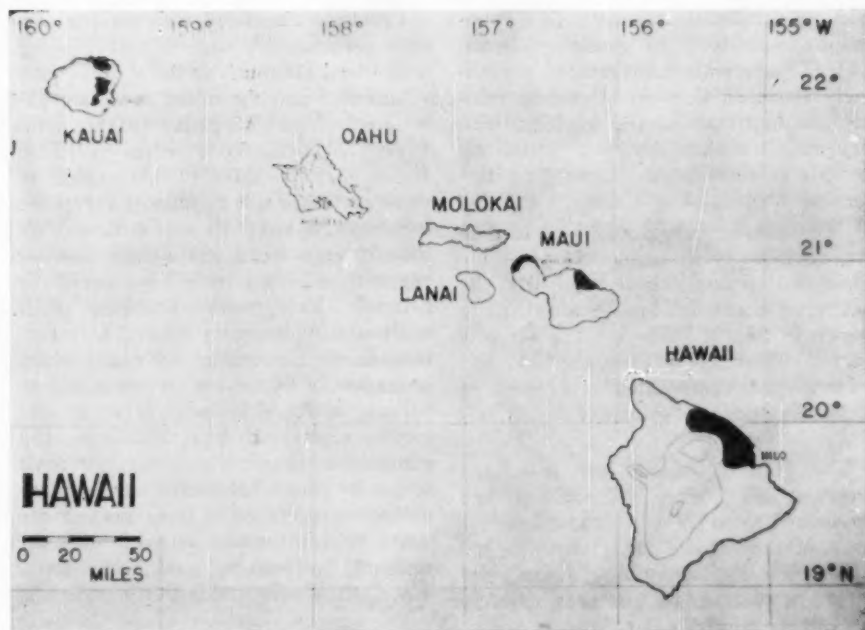 160° 159° 158° 157° 156° 155° W
22°
KAUAI
OAHU
MOLOKAI
MAUI
21°
LANAI
HAWAII
20°
HILO
HAWAII
0 20 50
MILES
19° N